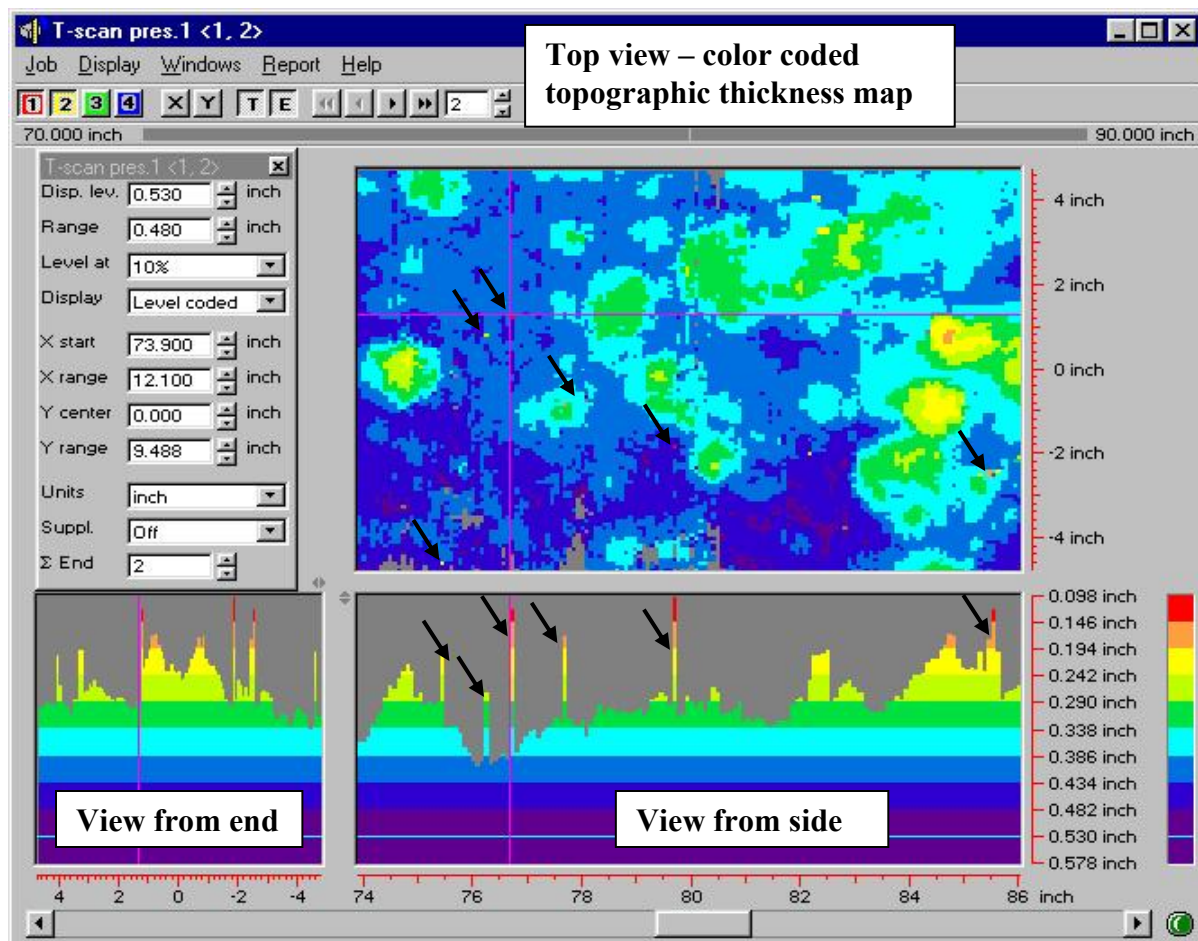 T-scan pres.1 <1, 2>
Job Display Windows Report Help
Top view – color coded
topographic thickness map
1 2 3 4 X Y T E 2
70.000 inch 90.000 inch
T-scan pres.1 <1, 2>
Disp. lev. 0.530 inch
Range 0.480 inch
Level at 10%
Display Level coded
X start 73.900 inch
X range 12.100 inch
Y center 0.000 inch
Y range 9.488 inch
Units inch
Suppl. Off
Σ End 2
4 inch
2 inch
0 inch
-2 inch
-4 inch
0.098 inch
0.146 inch
0.194 inch
0.242 inch
0.290 inch
0.338 inch
0.386 inch
0.434 inch
0.482 inch
0.530 inch
0.578 inch
View from end
View from side
4 2 0 -2 -4
74 76 78 80 82 84 86 inch